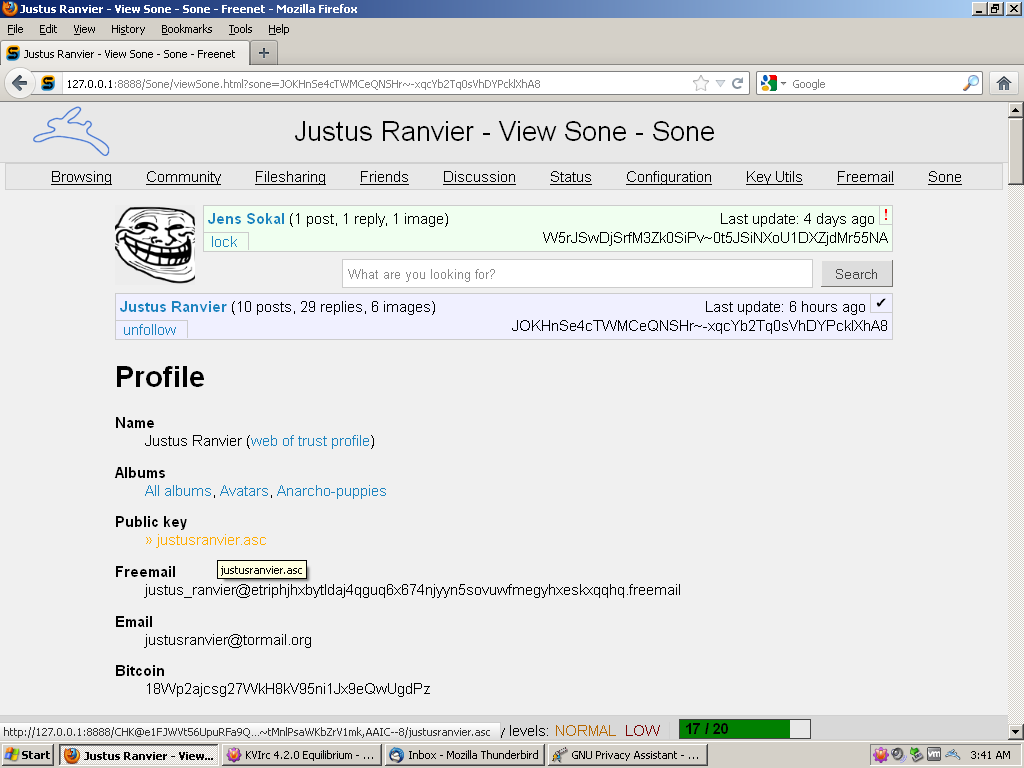 Justus Ranvier - View Sone - Sone - Freenet - Mozilla Firefox
File Edit View History Bookmarks Tools Help
Justus Ranvier - View Sone - Sone - Freenet
127.0.0.1:8888/Sone/viewSone.html?sone=JOKHnSe4cTWMCeQNSHr~-xqcYb2Tq0sVhDYPcklXhA8 Google
Justus Ranvier - View Sone - Sone
Browsing Community Filesharing Friends Discussion Status Configuration Key Utils Freemail Sone
Jens Sokal (1 post, 1 reply, 1 image) Last update: 4 days ago !
lock W5rJSwDjSrfM3Zk0SiPv~0t5JSiNXoU1DXZjdMr55NA
What are you looking for? Search
Justus Ranvier (10 posts, 29 replies, 6 images) Last update: 6 hours ago ✔
unfollow JOKHnSe4cTWMCeQNSHr~-xqcYb2Tq0sVhDYPcklXhA8
Profile
Name
Justus Ranvier (web of trust profile)
Albums
All albums, Avatars, Anarcho-puppies
Public key
» justusranvier.asc
justusranvier.asc
Freemail
justus_ranvier@etriphjhxbytldaj4qguq6x674njyyn5sovuwfmegyhxeskxqqhq.freemail
Email
justusranvier@tormail.org
Bitcoin
18Wp2ajcsg27WkH8kV95ni1Jx9eQwUgdPz
http://127.0.0.1:8888/CHK@e1FJWVt56UpuRFa9Q...~tMnlPsaWKbZrV1mk,AAIC--8/justusranvier.asc y levels: NORMAL LOW 17 / 20
Start Justus Ranvier - View... KVIrc 4.2.0 Equilibrium - ... Inbox - Mozilla Thunderbird GNU Privacy Assistant - ... 3:41 AM